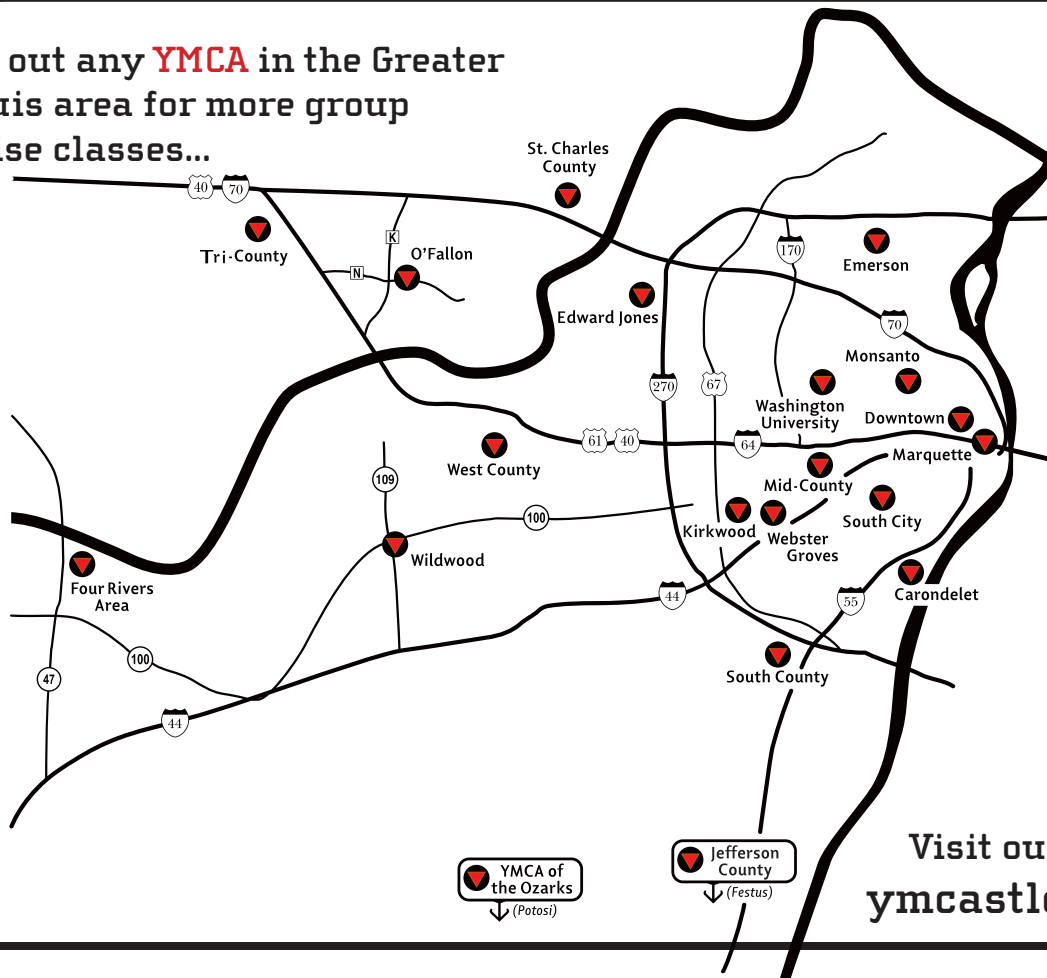 out any YMCA in the Greater
is area for more group
ise classes...
St. Charles
County
40
70
Tri-County
K
O'Fallon
N
170
Emerson
Edward Jones
70
Monsanto
270
67
Washington
University
Downtown
61
40
64
Marquette
West County
109
Mid-County
100
Kirkwood
Webster
Groves
South City
Wildwood
Four Rivers
Area
44
55
Carondelet
100
47
South County
44
Jefferson
County
(Festus)
YMCA of
the Ozarks
(Potosi)
Visit ou
ymcastl